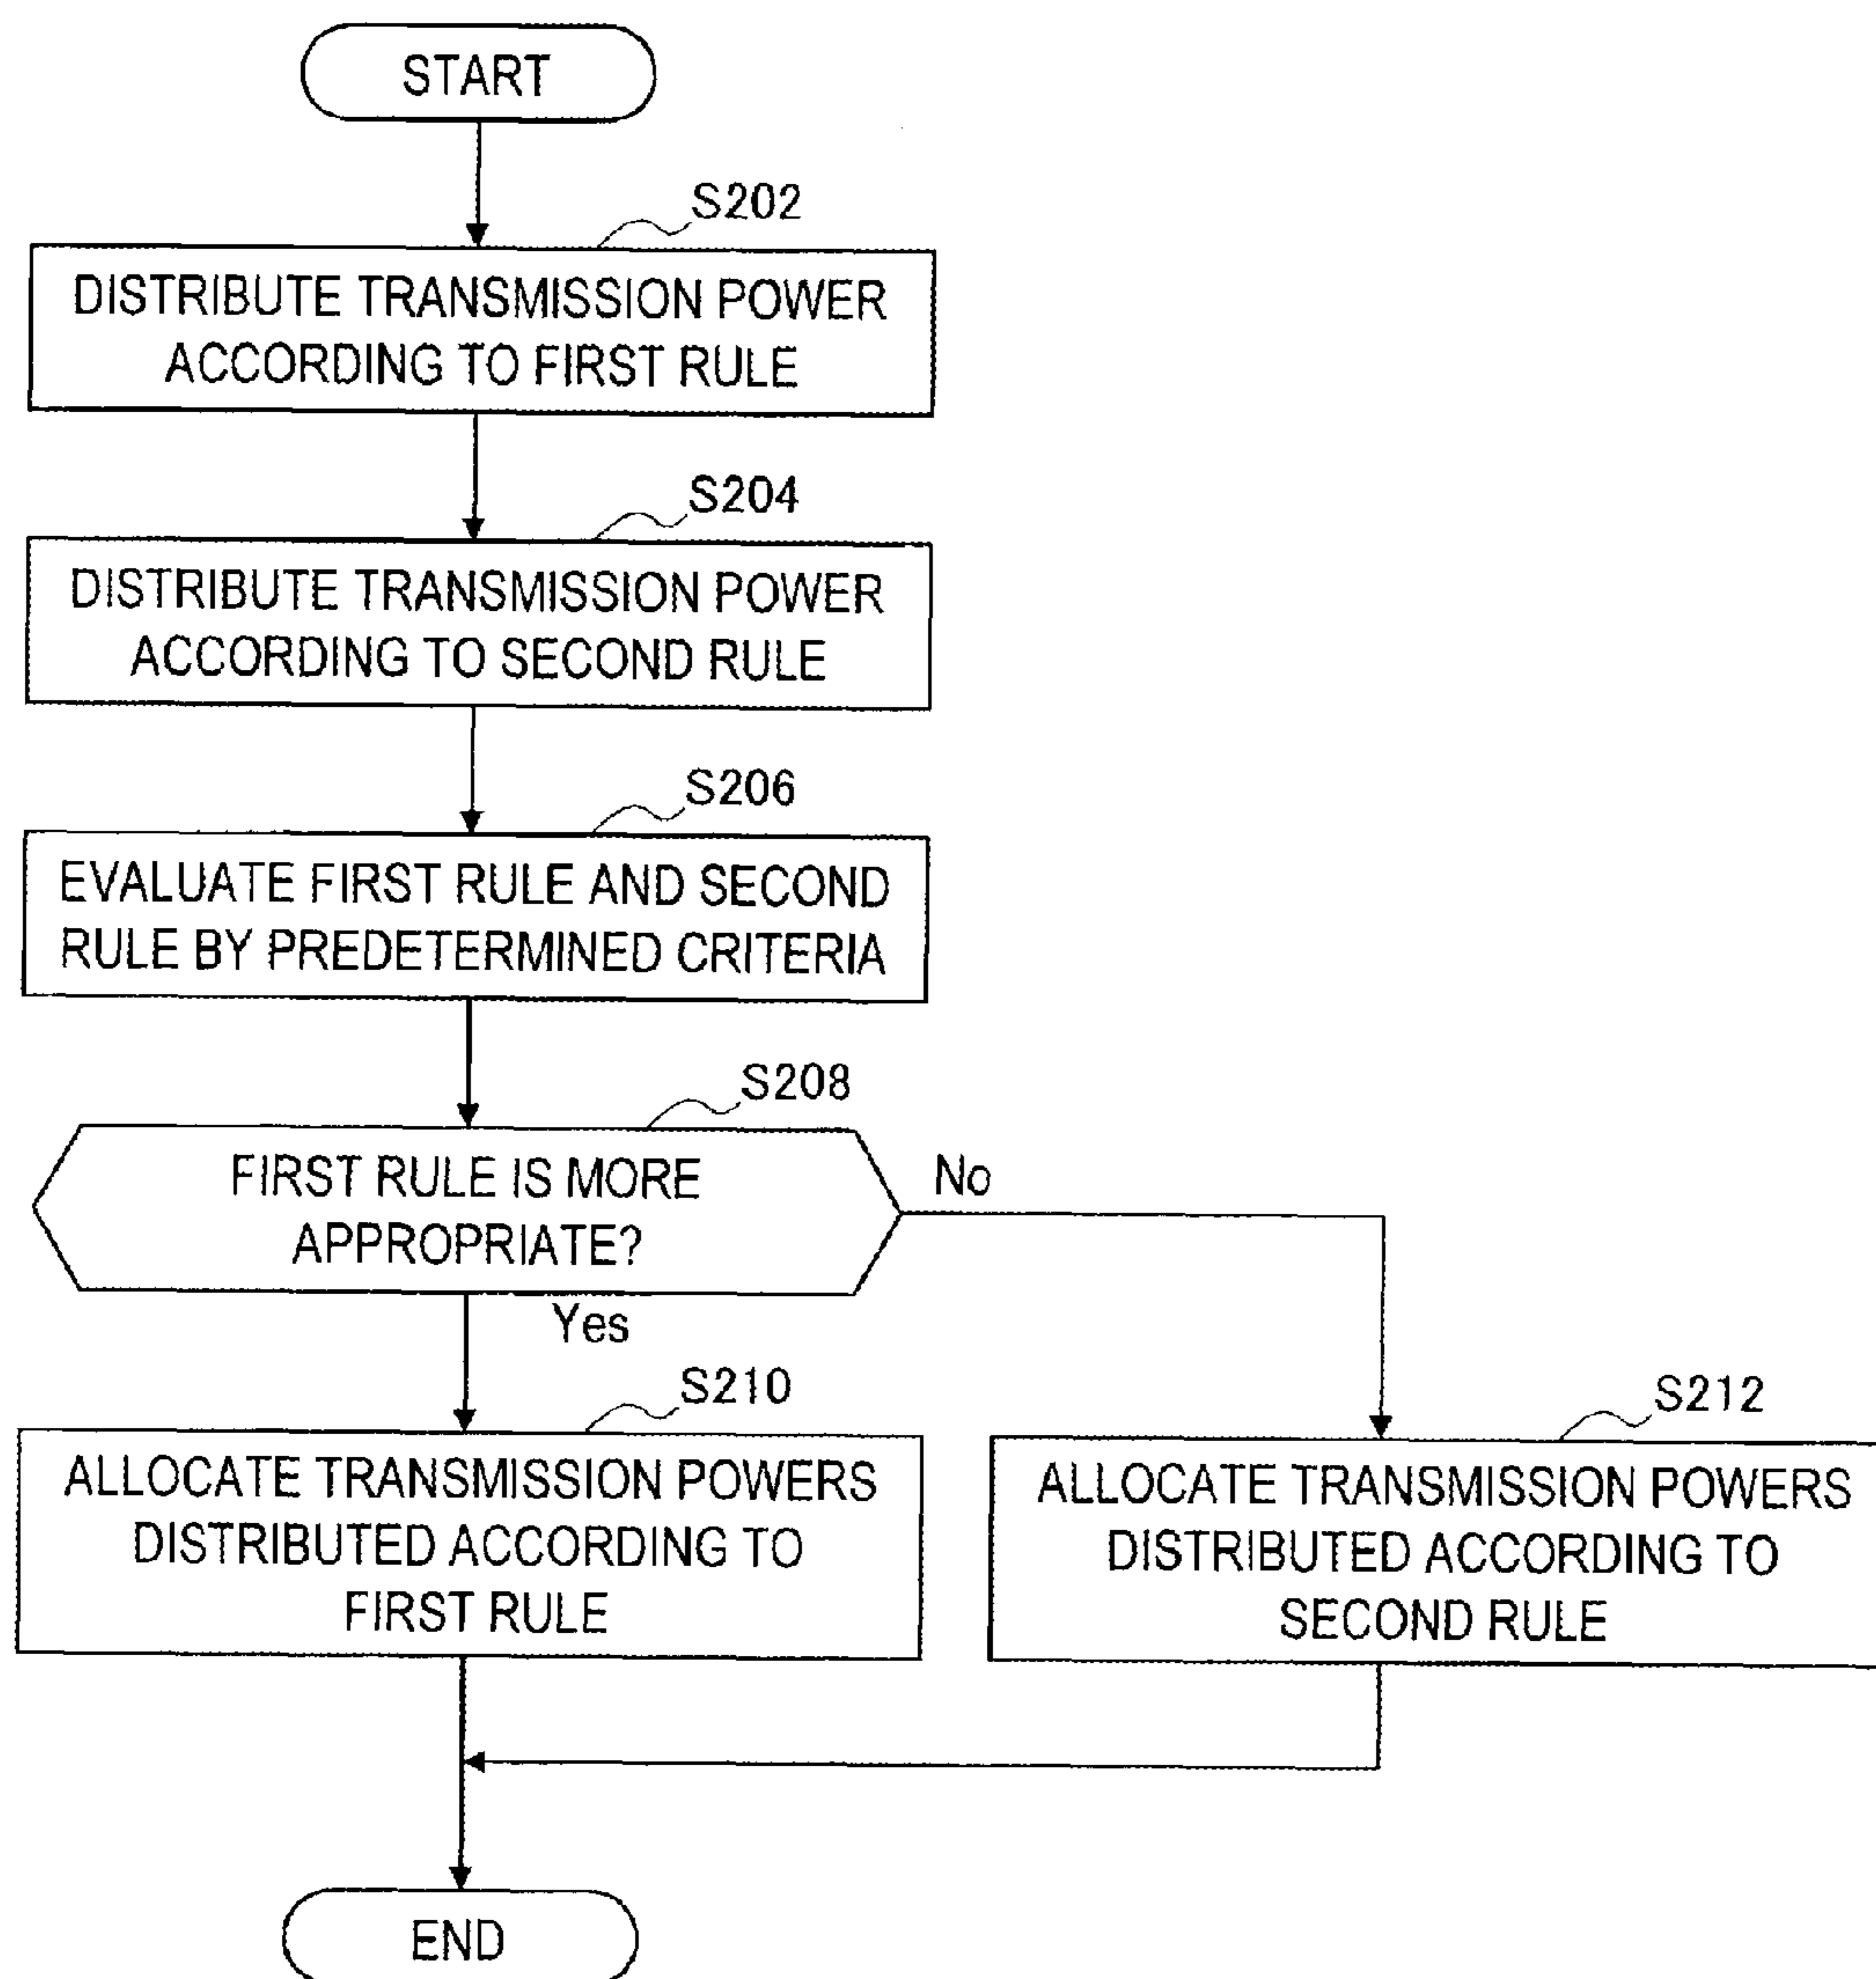 START
S202
DISTRIBUTE TRANSMISSION POWER
ACCORDING TO FIRST RULE
S204
DISTRIBUTE TRANSMISSION POWER
ACCORDING TO SECOND RULE
S206
EVALUATE FIRST RULE AND SECOND
RULE BY PREDETERMINED CRITERIA
S208
FIRST RULE IS MORE
APPROPRIATE?
No
Yes
S210
ALLOCATE TRANSMISSION POWERS
DISTRIBUTED ACCORDING TO
FIRST RULE
S212
ALLOCATE TRANSMISSION POWERS
DISTRIBUTED ACCORDING TO
SECOND RULE
END